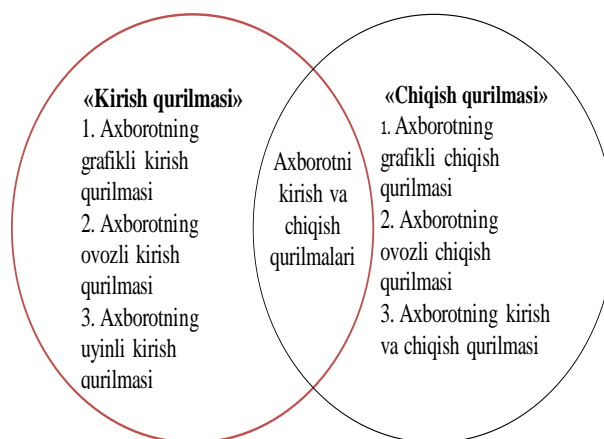 «Kirish qurilmasi»
1. Axborotning
grafikli kirish
qurilmasi
2. Axborotning
ovozli kirish
qurilmasi
3. Axborotning
uyinli kirish
qurilmasi
Axborotni
kirish va
chiqish
qurilmalari
«Chiqish qurilmasi»
1. Axborotning
grafikli chiqish
qurilmasi
2. Axborotning
ovozli chiqish
qurilmasi
3. Axborotning kirish
va chiqish qurilmasi